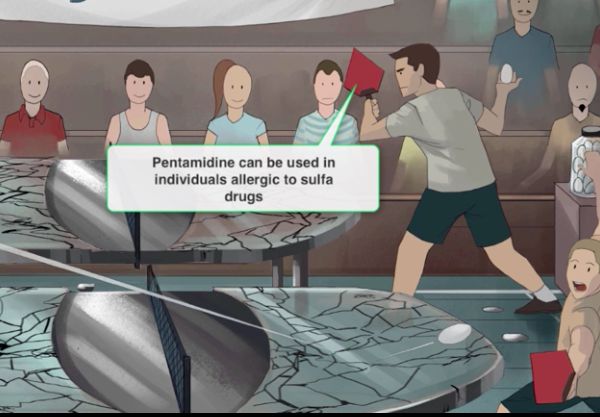 Pentamidine can be used in
individuals allergic to sulfa
drugs